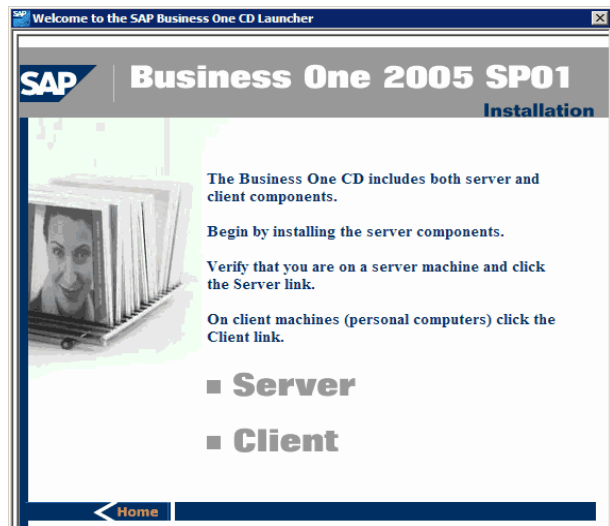 Welcome to the SAP Business One CD Launcher
SAP
Business One 2005 SP01
Installation
The Business One CD includes both server and
client components.
Begin by installing the server components.
Verify that you are on a server machine and click
the Server link.
On client machines (personal computers) click the
Client link.
Server
Client
Home